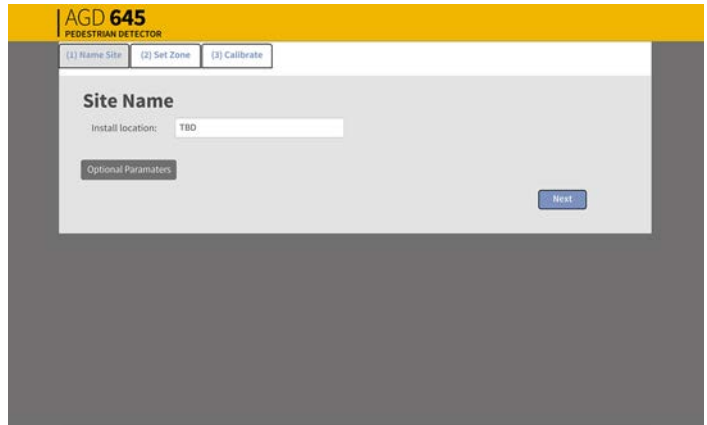 AGD 645
PEDESTRIAN DETECTOR
(1) Name Site (2) Set Zone (3) Calibrate
Site Name
Install location: TBD
Optional Paramaters
Next